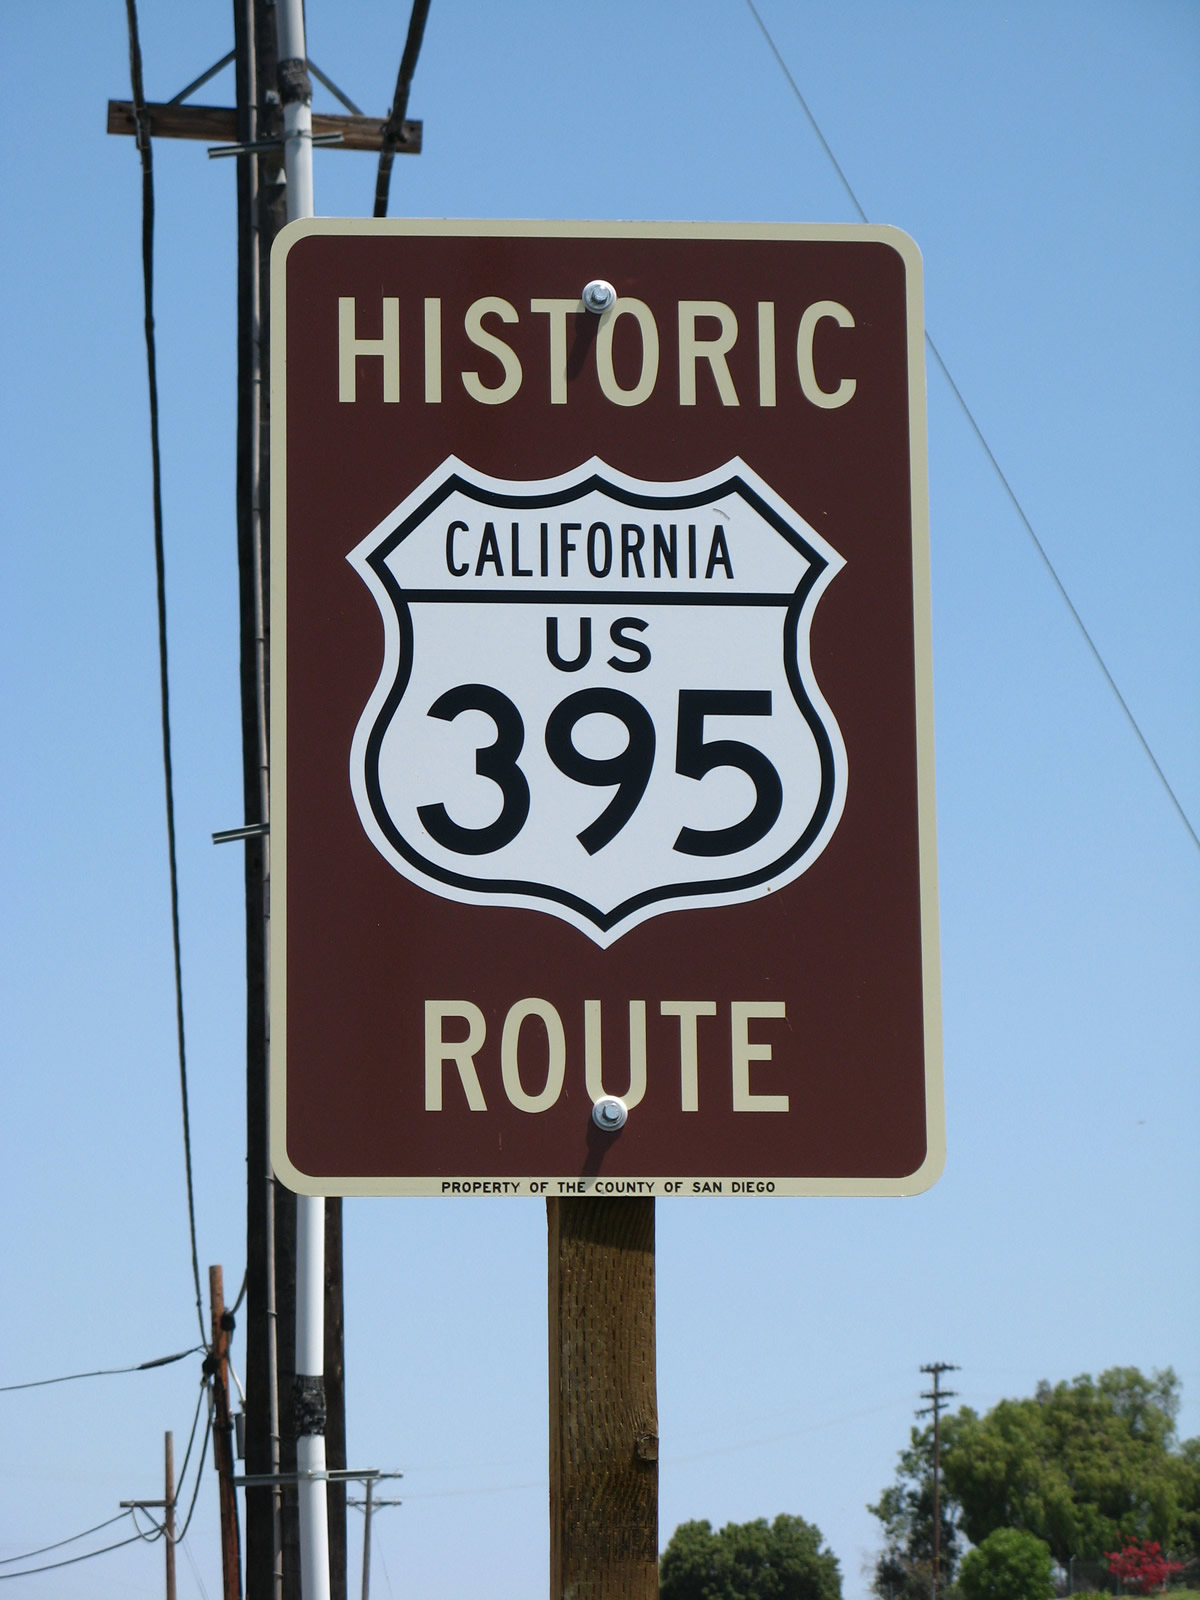 HISTORIC
CALIFORNIA
US
395
ROUTE
PROPERTY OF THE COUNTY OF SAN DIEGO